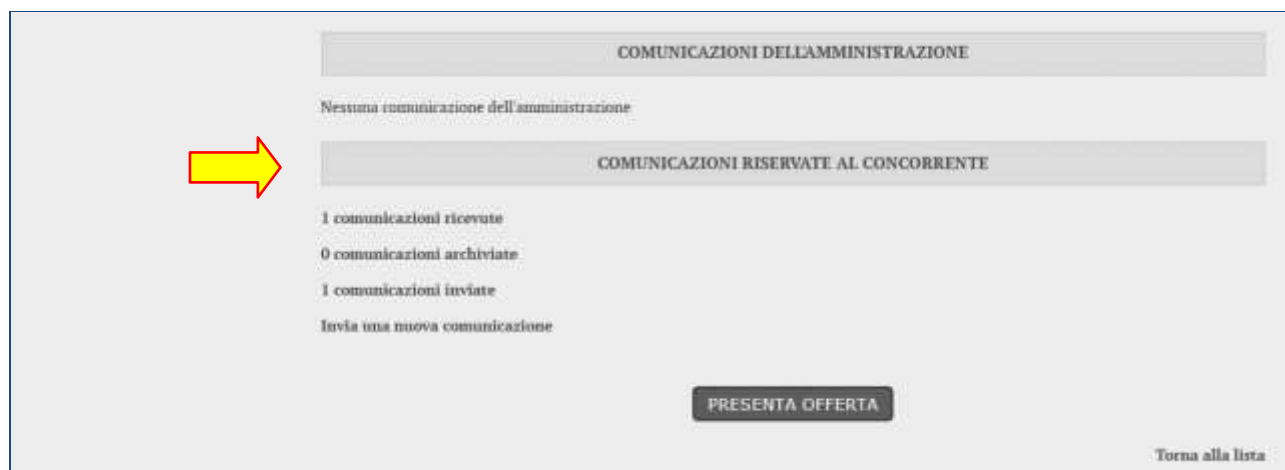 COMUNICAZIONI DELL'AMMINISTRAZIONE
Nessuna comunicazione dell'amministrazione
COMUNICAZIONI RISERVATE AL CONCORRENTE
1 comunicazioni ricevute
0 comunicazioni archiviate
1 comunicazioni inviate
Invia una nuova comunicazione
PRESENTA OFFERTA
Torna alla lista